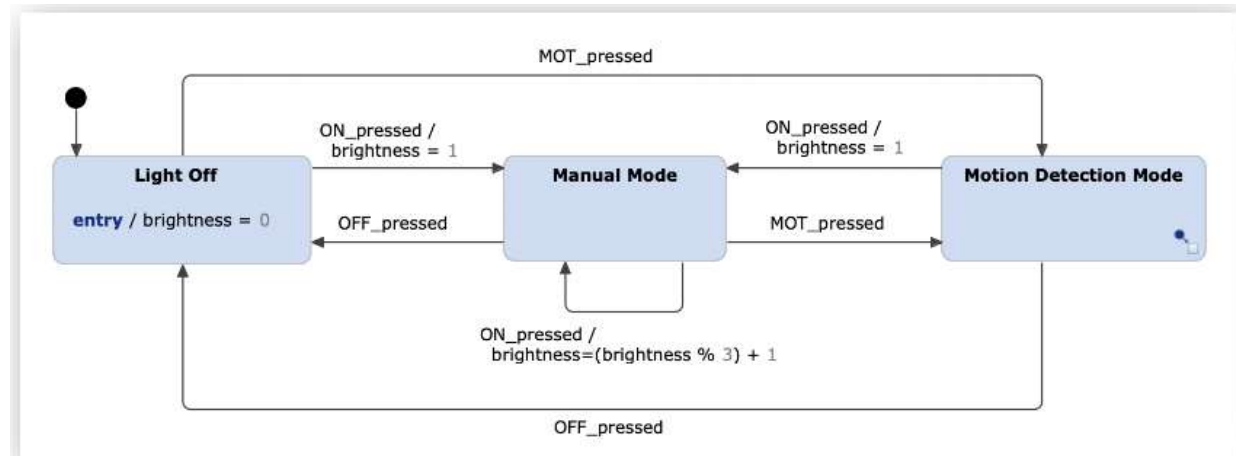 MOT_pressed
ON_pressed /
brightness = 1
ON_pressed /
brightness = 1
Light Off
Manual Mode
Motion Detection Mode
entry / brightness = 0
OFF_pressed
MOT_pressed
ON_pressed /
brightness=(brightness % 3) + 1
OFF_pressed